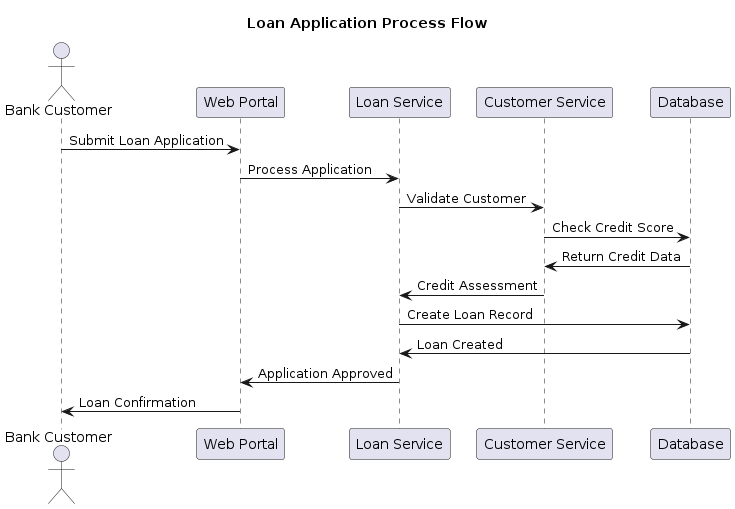 Loan Application Process Flow
Bank Customer
Web Portal
Loan Service
Customer Service
Database
Submit Loan Application
Process Application
Validate Customer
Check Credit Score
Return Credit Data
Credit Assessment
Create Loan Record
Loan Created
Application Approved
Loan Confirmation
Bank Customer
Web Portal
Loan Service
Customer Service
Database